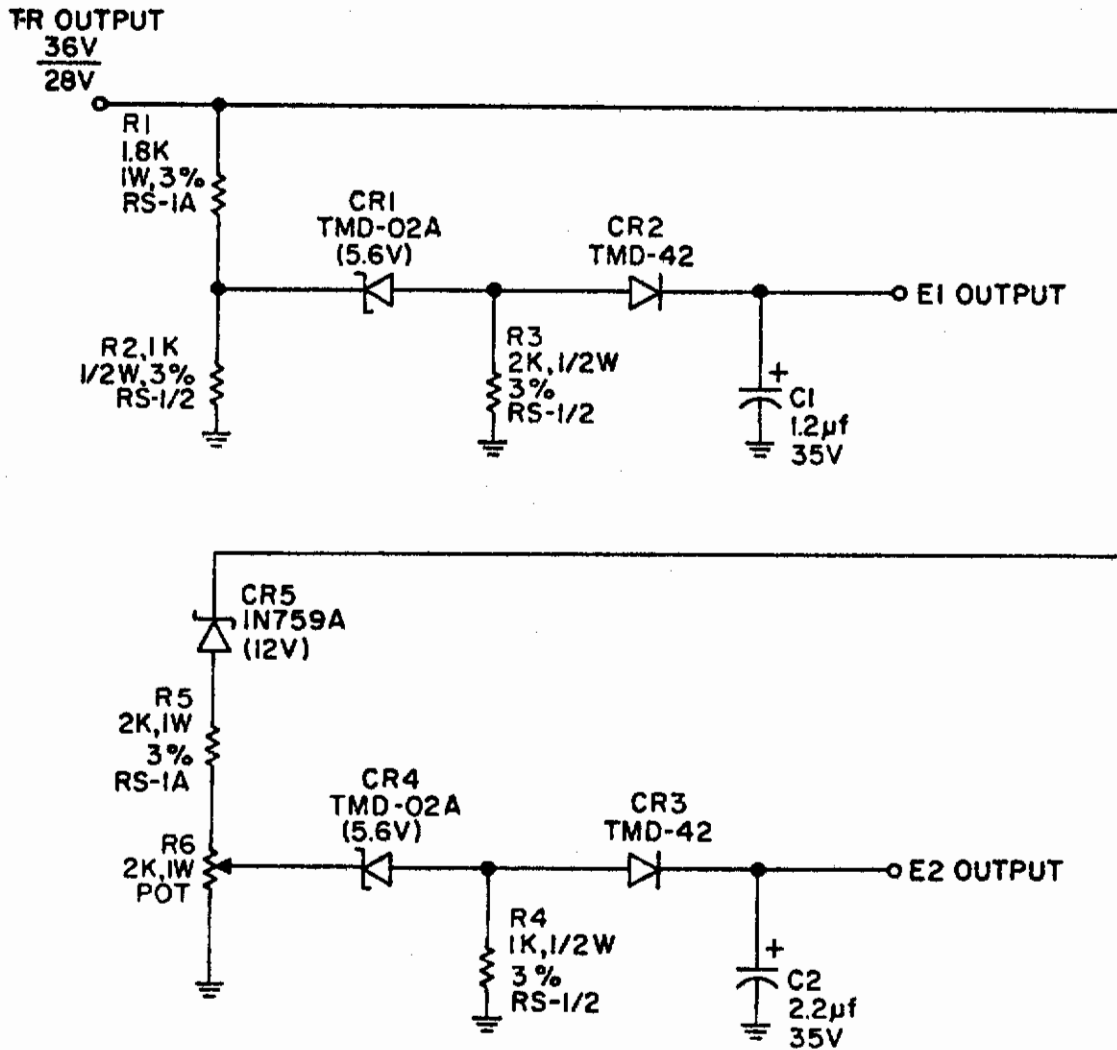 T-R OUTPUT
36V
28V
R1
1.8K
1W, 3%
RS-1A
CR1
TMD-02A
(5.6V)
CR2
TMD-42
E1 OUTPUT
R2, 1K
1/2W, 3%
RS-1/2
R3
2K, 1/2W
3%
RS-1/2
+
C1
1.2µf
35V
CR5
1N759A
(12V)
R5
2K, 1W
3%
RS-1A
CR4
TMD-02A
(5.6V)
CR3
TMD-42
R6
2K, 1W
POT
E2 OUTPUT
R4
1K, 1/2W
3%
RS-1/2
+
C2
2.2µf
35V